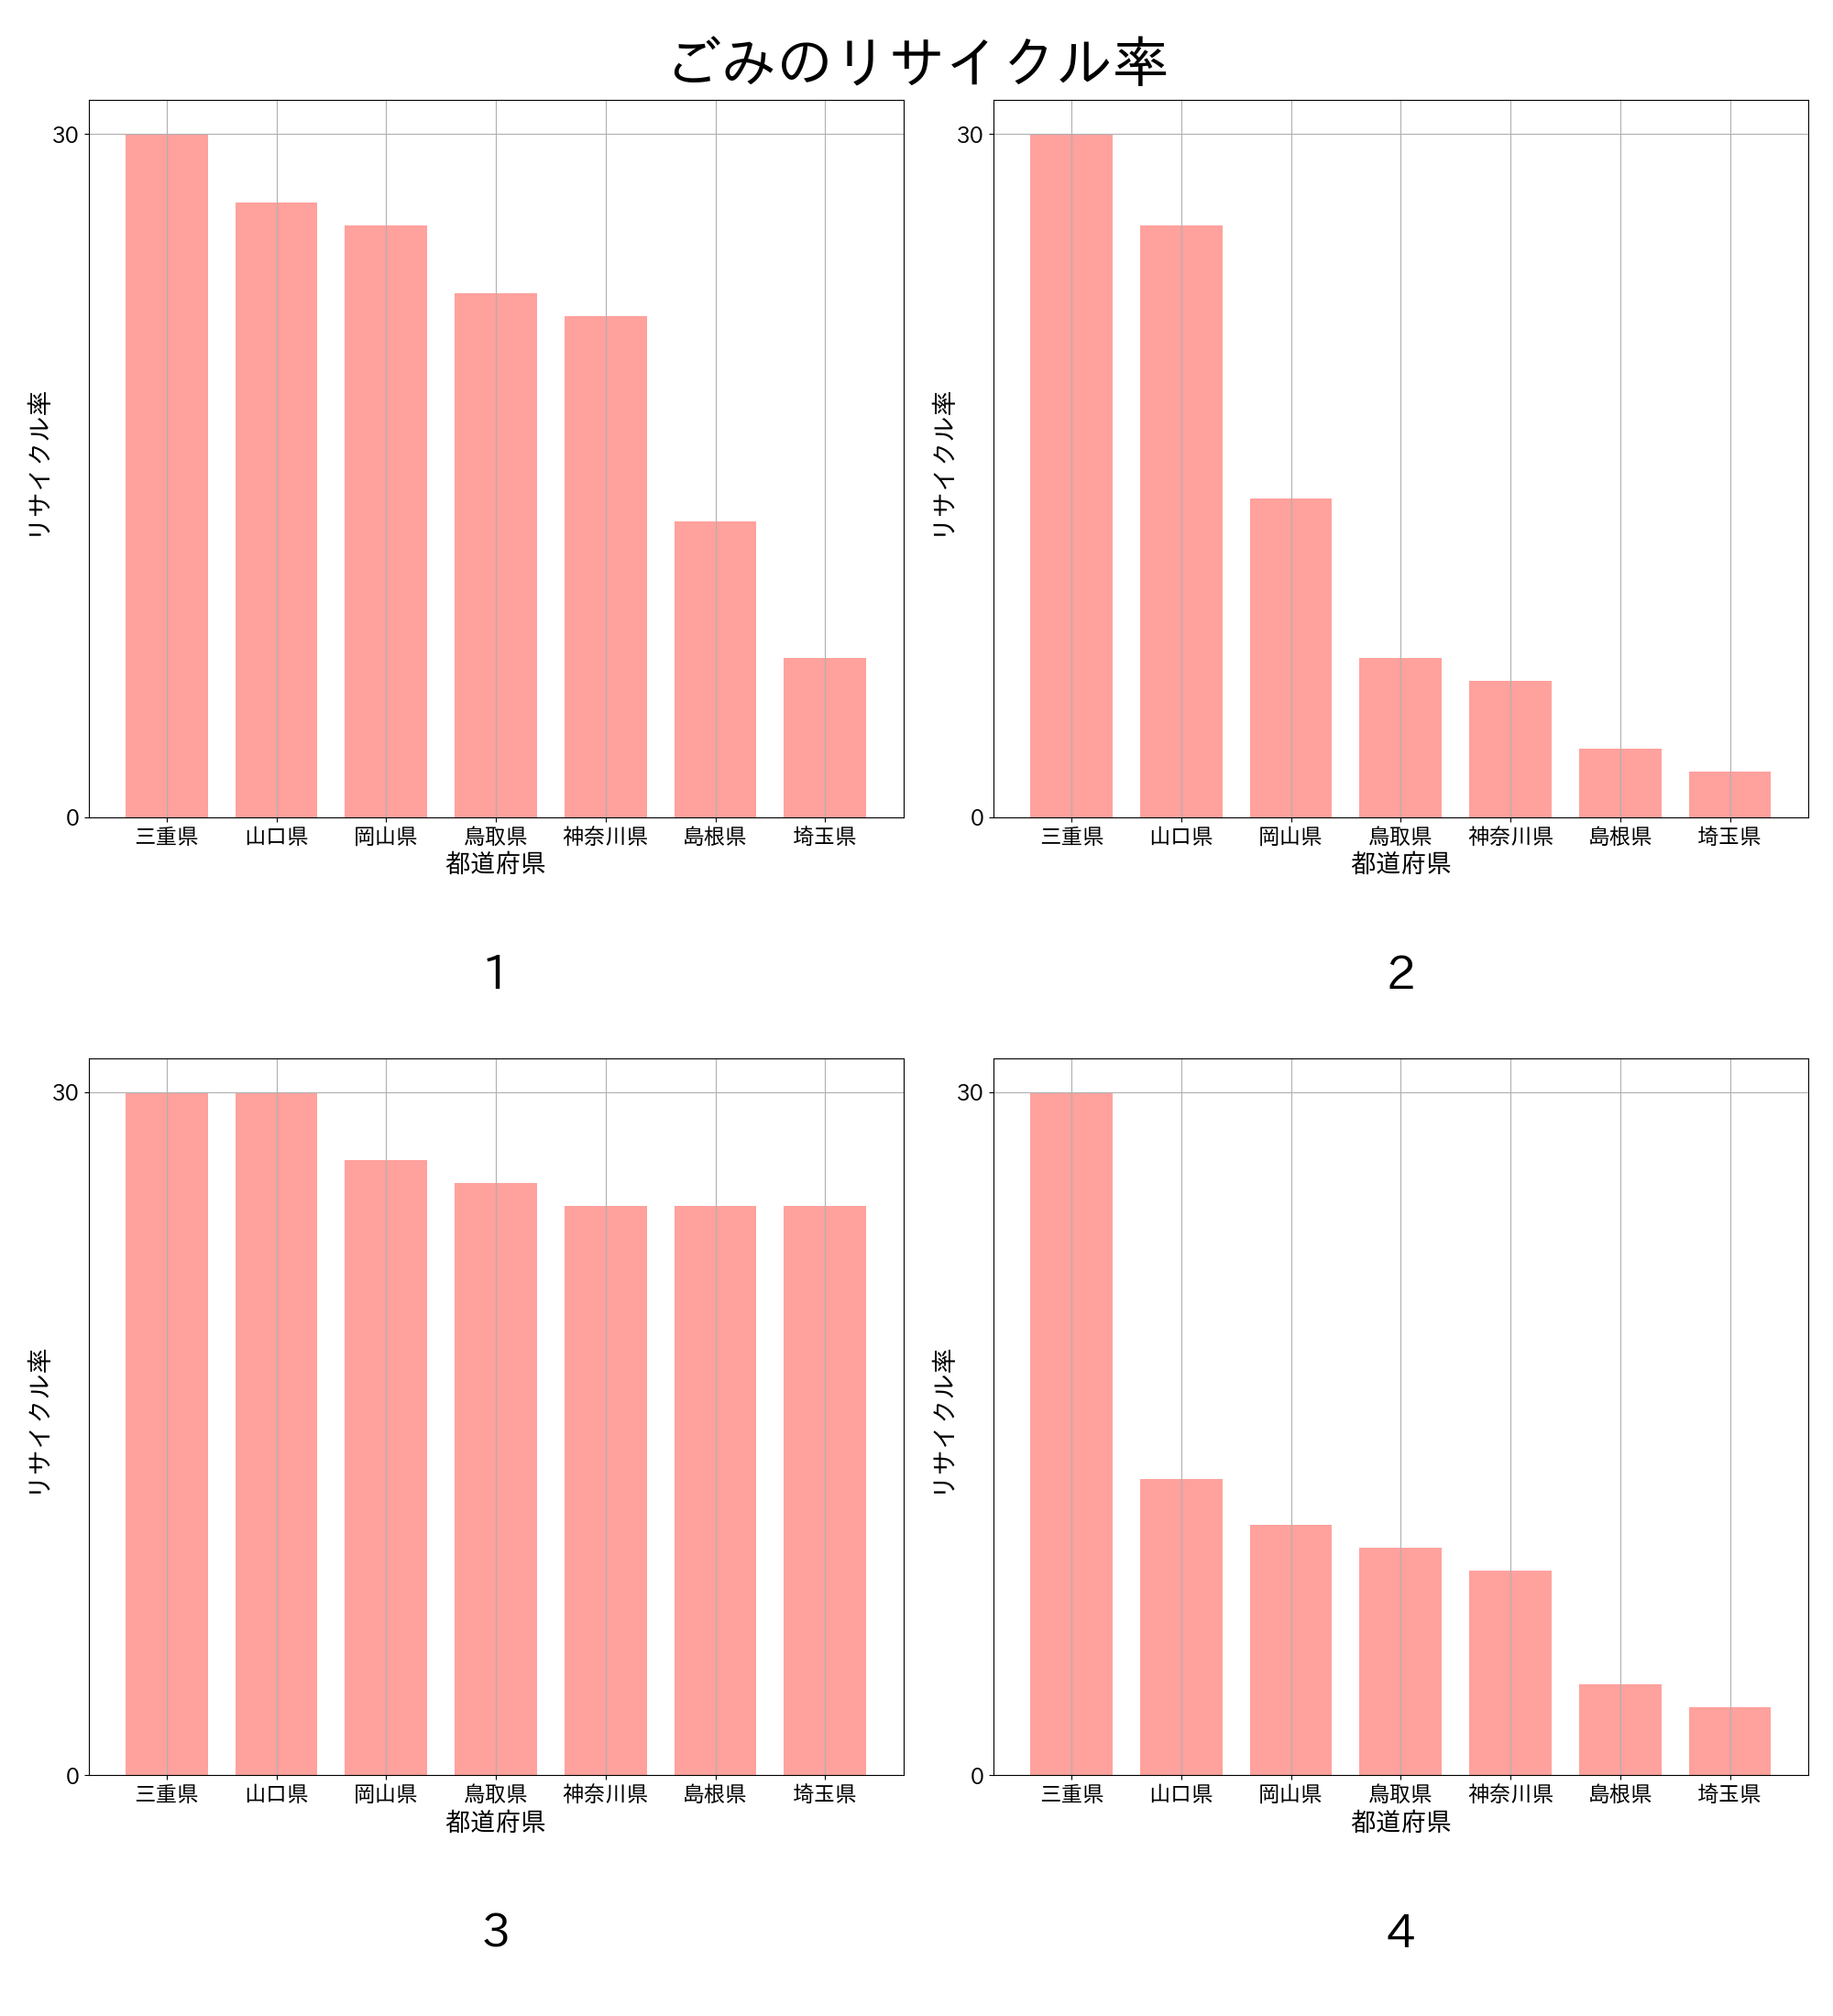 ごみのリサイクル率
リサイクル率
30
0
三重県 山口県 岡山県 鳥取県 神奈川県 島根県 埼玉県
都道府県
1
リサイクル率
30
0
三重県 山口県 岡山県 鳥取県 神奈川県 島根県 埼玉県
都道府県
2
リサイクル率
30
0
三重県 山口県 岡山県 鳥取県 神奈川県 島根県 埼玉県
都道府県
3
リサイクル率
30
0
三重県 山口県 岡山県 鳥取県 神奈川県 島根県 埼玉県
都道府県
4